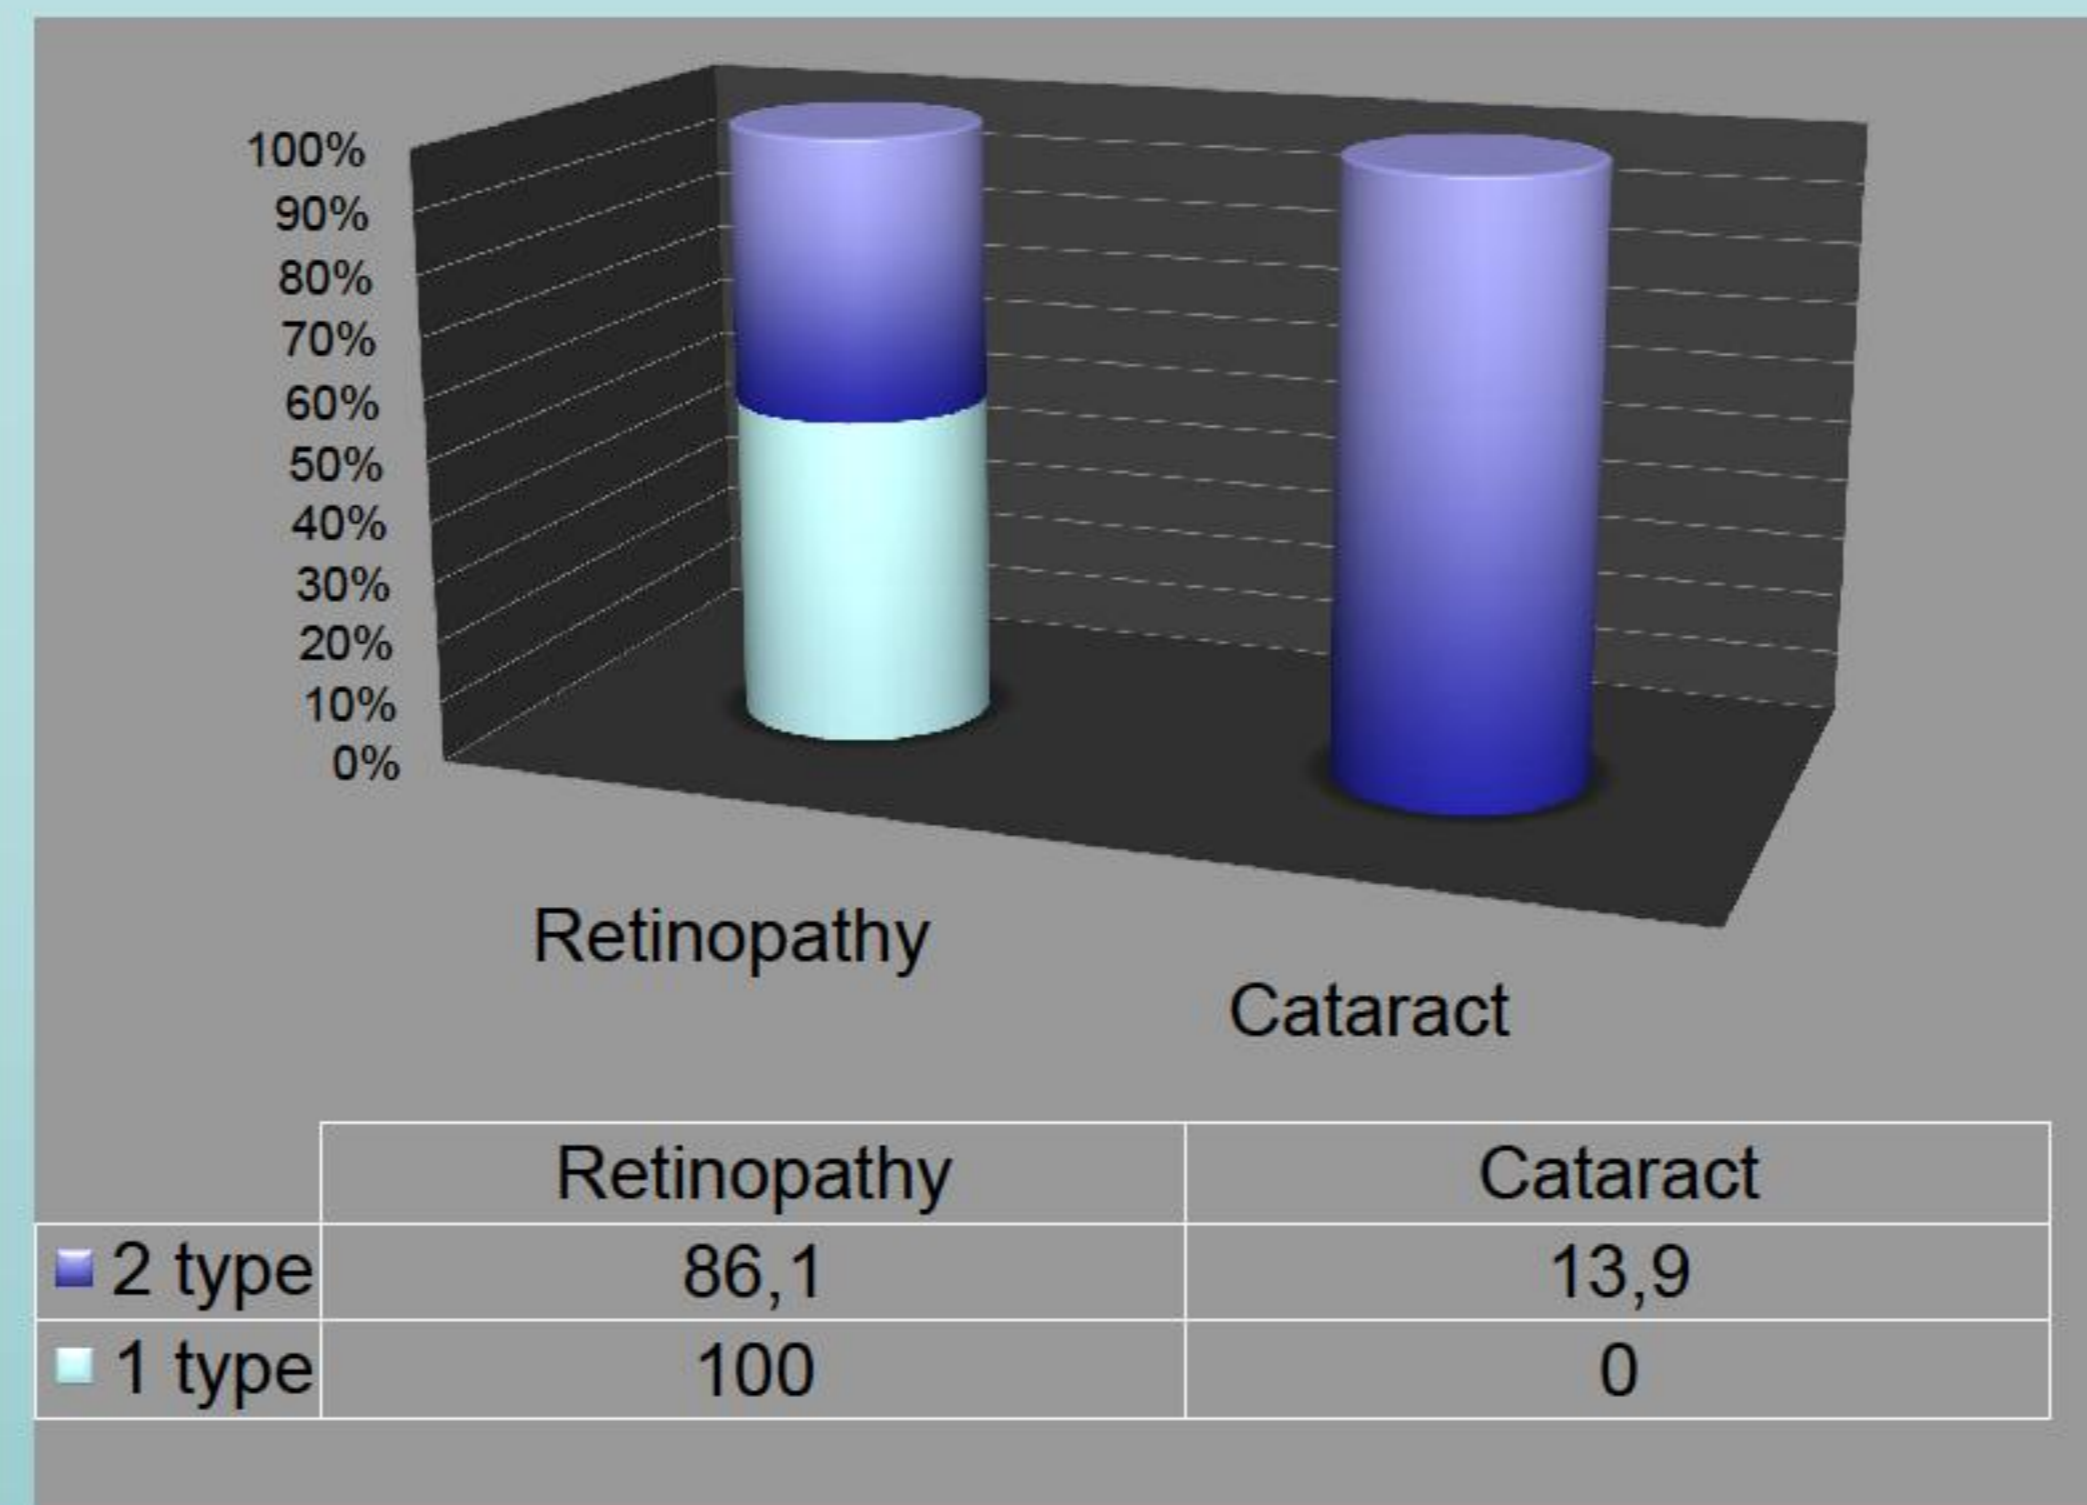 100%
90%
80%
70%
60%
50%
40%
30%
20%
10%
0%
Retinopathy
Cataract
Retinopathy Cataract
2 type 86,1 13,9
1 type 100 0